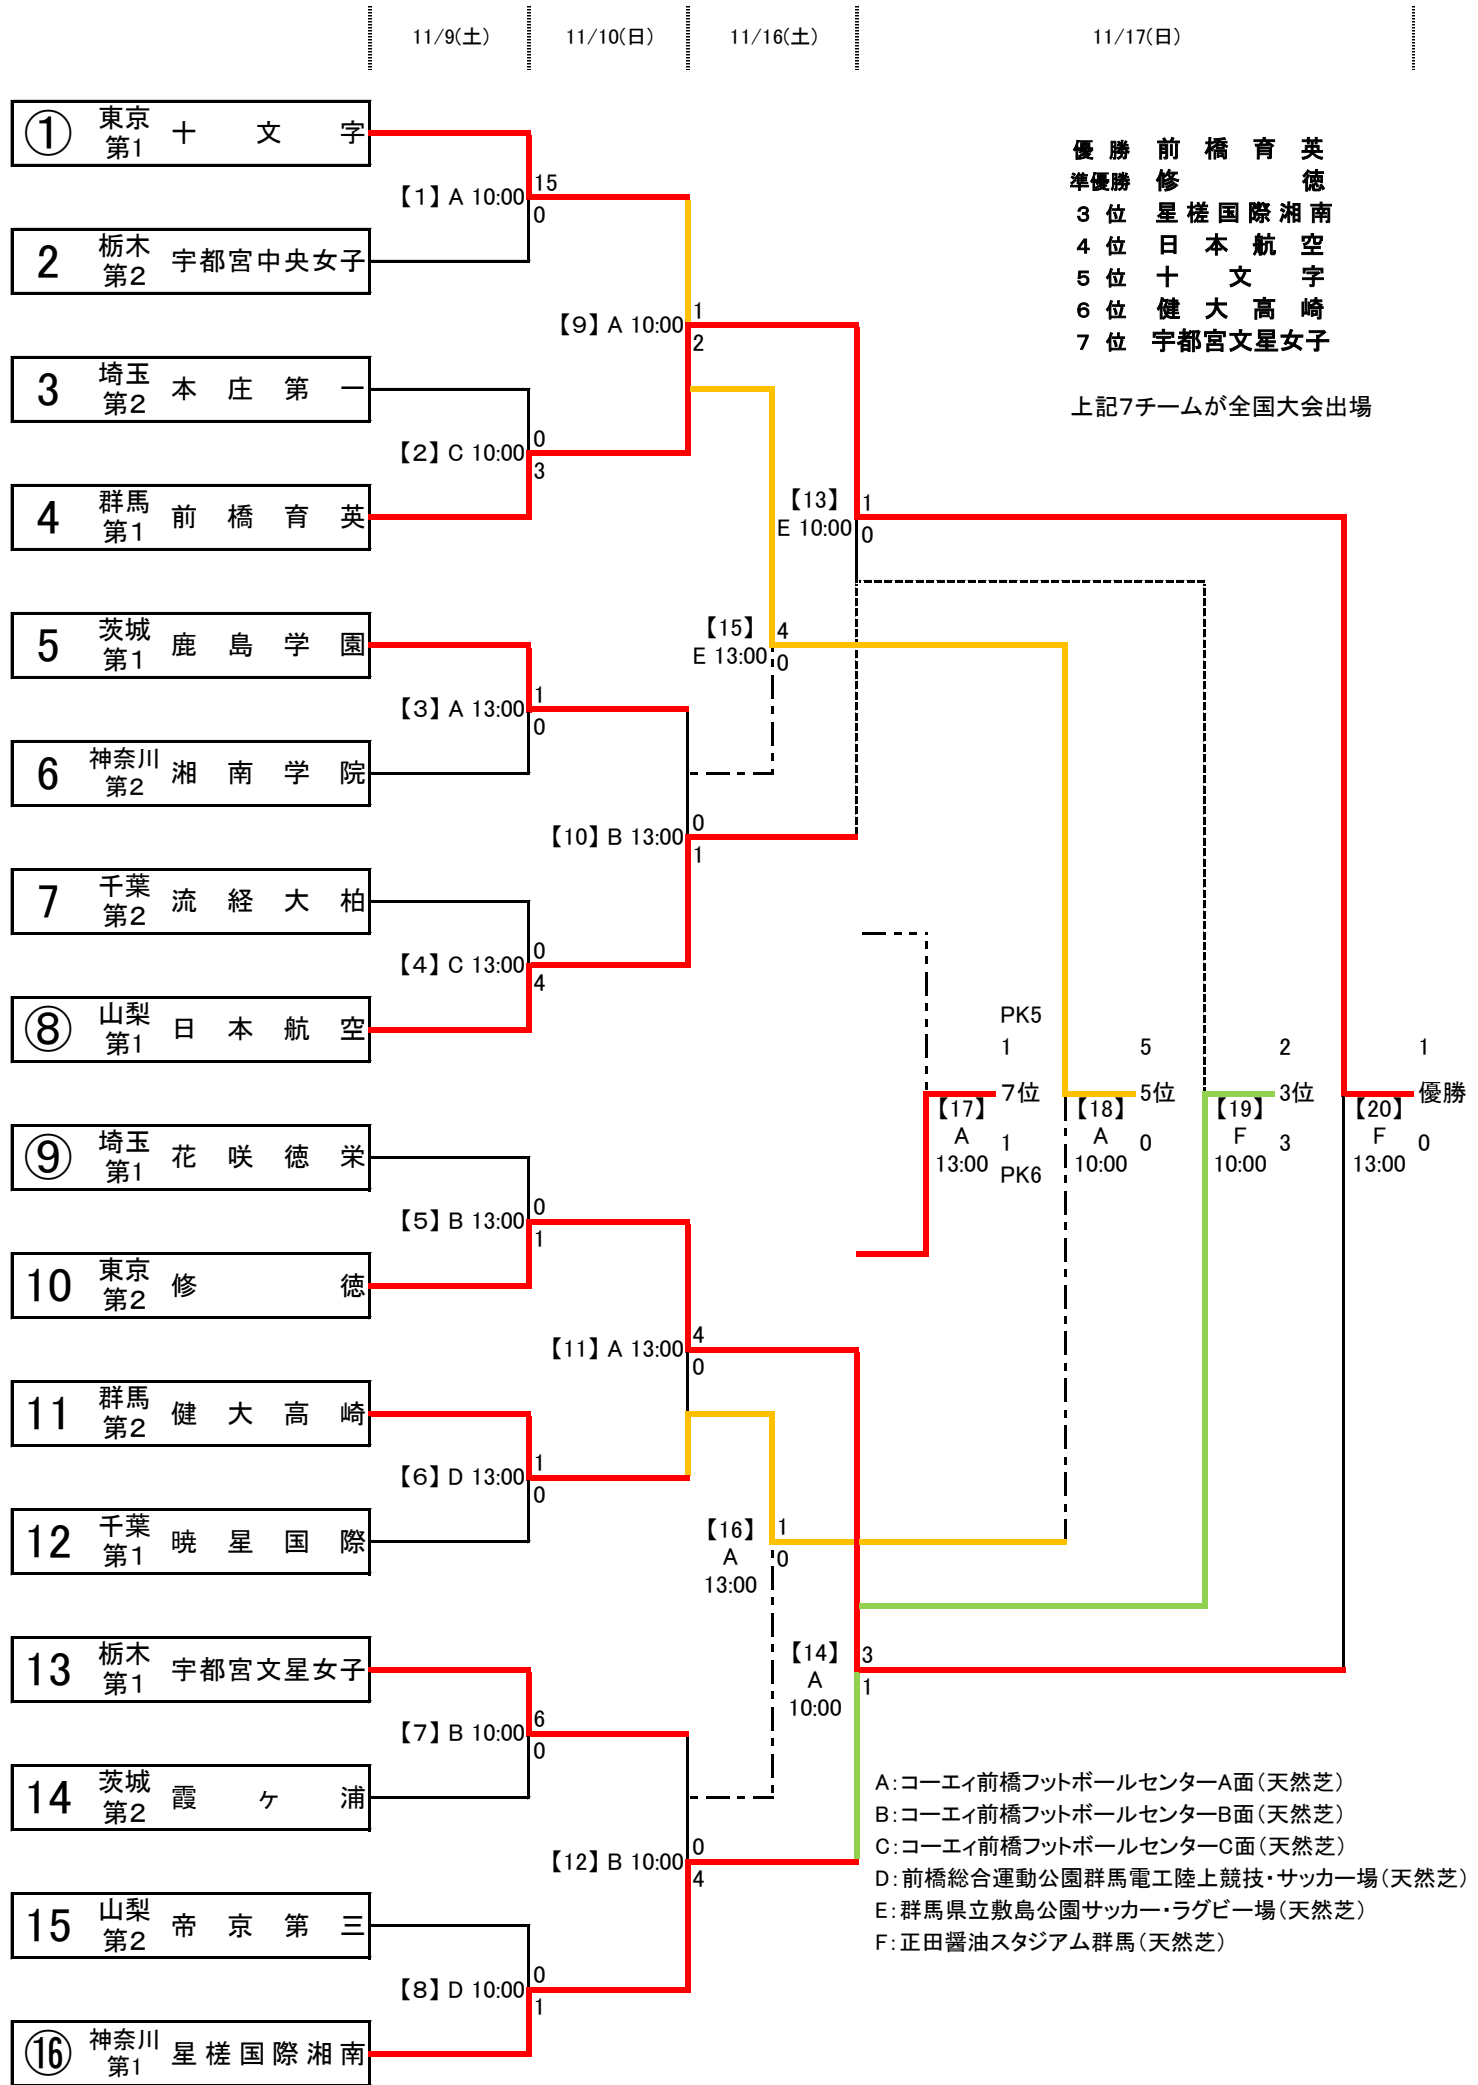 11/9(土) 11/10(日) 11/16(土) 11/17(日)
① 東京第1 十文字
2 栃木第2 宇都宮中央女子
3 埼玉第2 本庄第一
4 群馬第1 前橋育英
5 茨城第1 鹿島学園
6 神奈川第2 湘南学院
7 千葉第2 流経大柏
⑧ 山梨第1 日本航空
⑨ 埼玉第1 花咲徳栄
10 東京第2 修徳
11 群馬第2 健大高崎
12 千葉第1 暁星国際
13 栃木第1 宇都宮文星女子
14 茨城第2 霞ヶ浦
15 山梨第2 帝京第三
⑯ 神奈川第1 星槎国際湘南
【1】 A 10:00 15 0
【2】 C 10:00 0 3
【3】 A 13:00 1 0
【4】 C 13:00 0 4
【5】 B 13:00 0 1
【6】 D 13:00 1 0
【7】 B 10:00 6 0
【8】 D 10:00 0 1
【9】 A 10:00 1 2
【10】 B 13:00 0 1
【11】 A 13:00 4 0
【12】 B 10:00 0 4
【13】 E 10:00 1 0
【15】 E 13:00 4 0
【16】 A 13:00 1 0
【14】 A 10:00 3 1
PK5 1 7位 【17】 A 13:00 1 PK6
5 5位 【18】 A 10:00 0
2 3位 【19】 F 10:00 3
1 優勝 【20】 F 13:00 0
優勝 前橋育英
準優勝 修徳
3位 星槎国際湘南
4位 日本航空
5位 十文字
6位 健大高崎
7位 宇都宮文星女子
上記7チームが全国大会出場
A:コーエィ前橋フットボールセンターA面(天然芝)
B:コーエィ前橋フットボールセンターB面(天然芝)
C:コーエィ前橋フットボールセンターC面(天然芝)
D:前橋総合運動公園群馬電工陸上競技・サッカー場(天然芝)
E:群馬県立敷島公園サッカー・ラグビー場(天然芝)
F:正田醤油スタジアム群馬(天然芝)